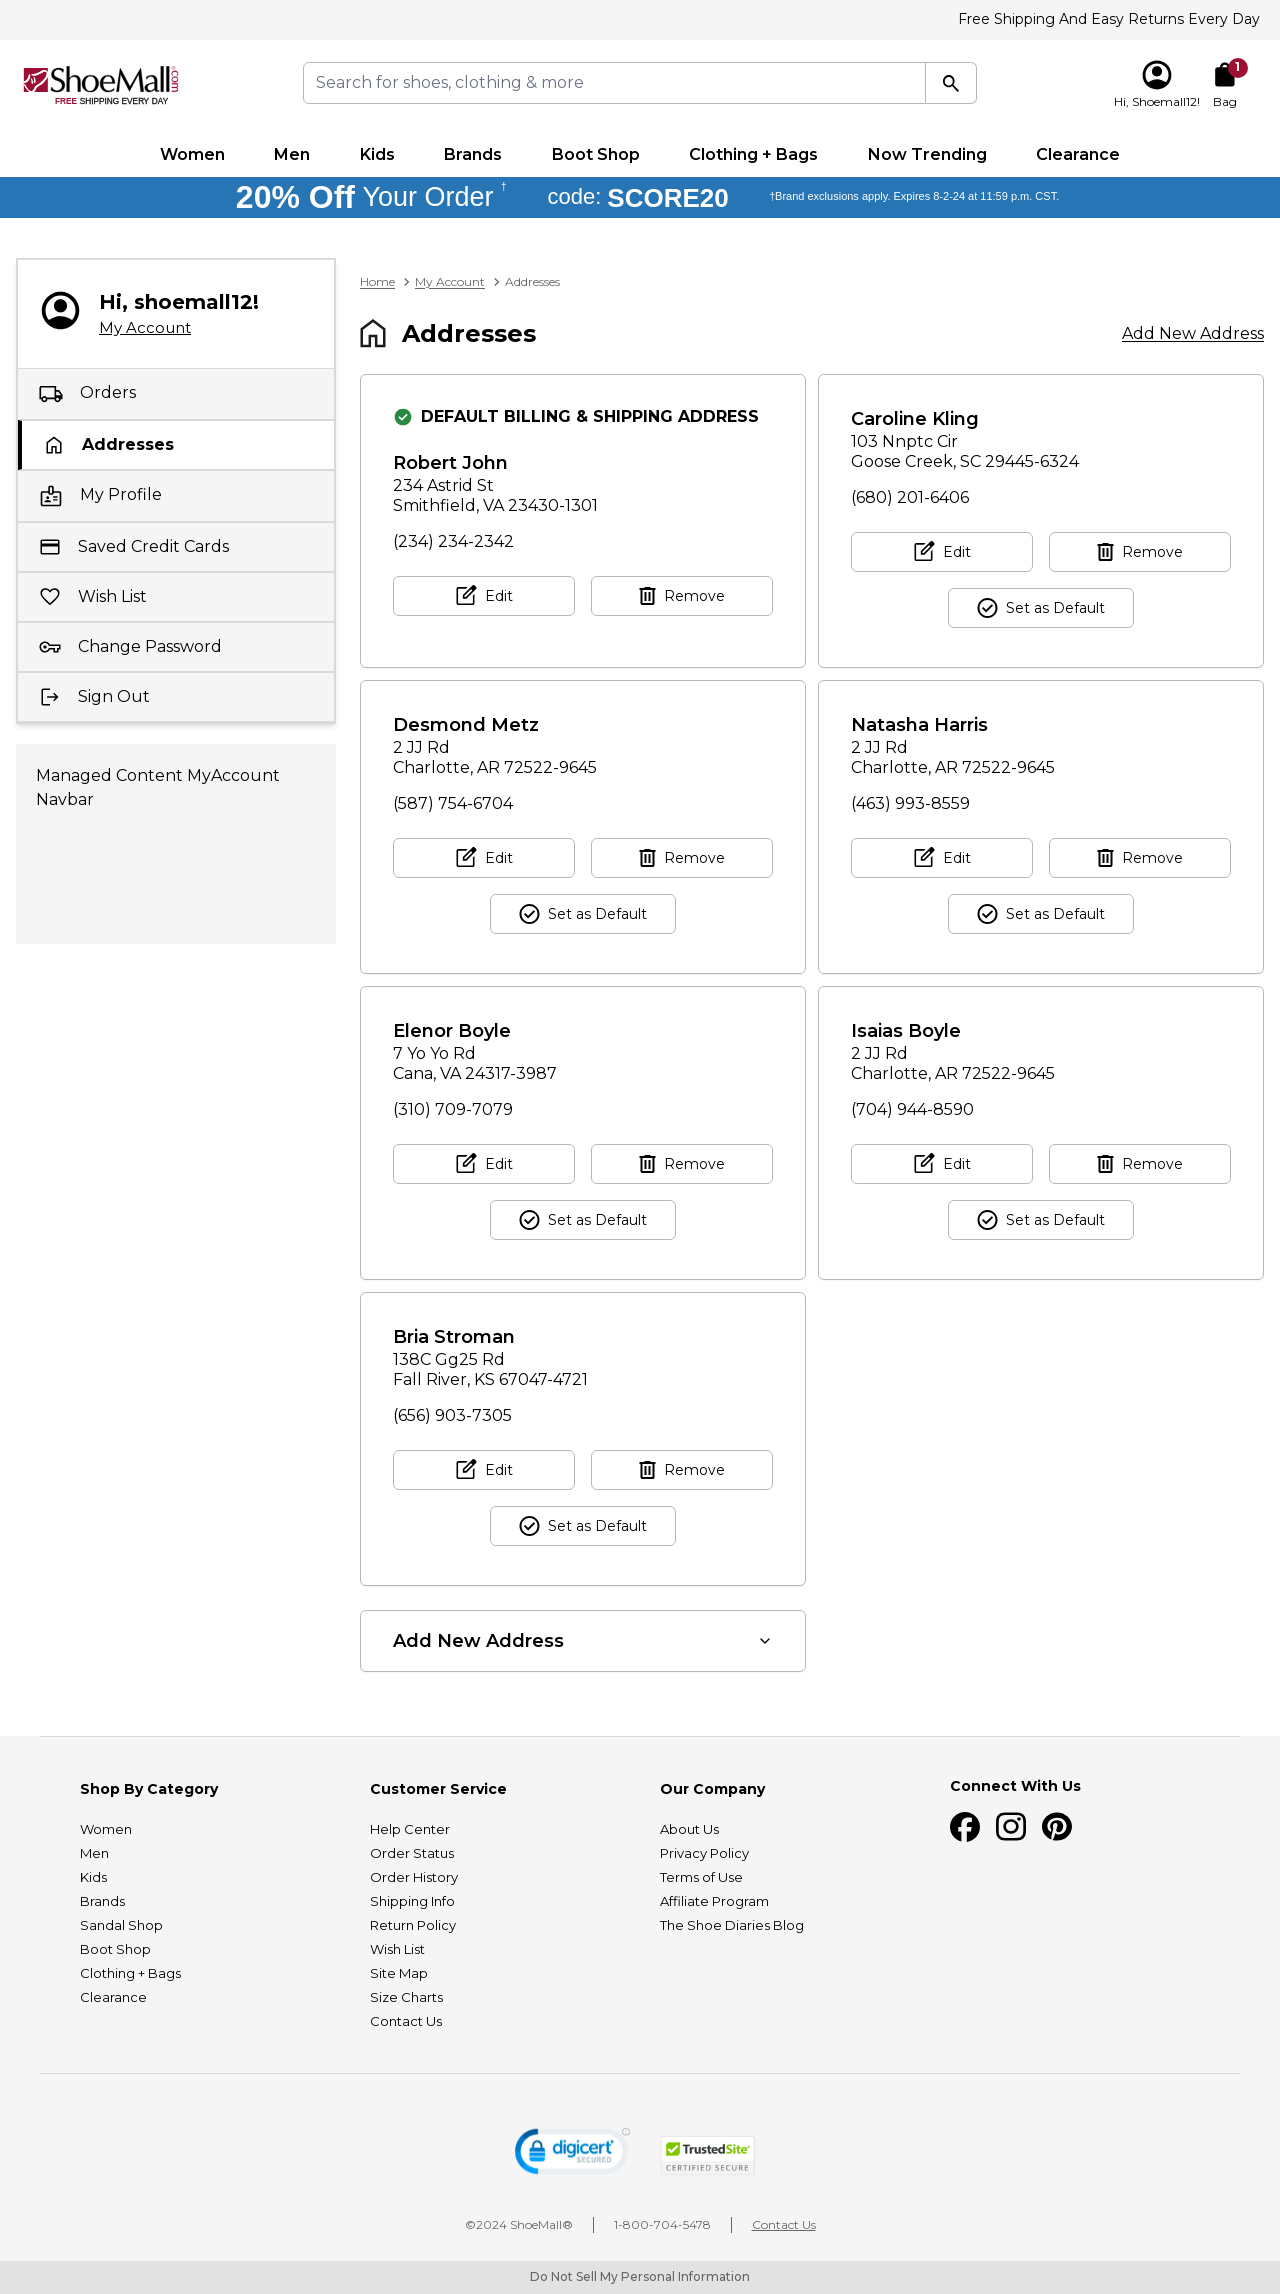 Free Shipping And Easy Returns Every Day
ShoeMall.com
FREE SHIPPING EVERY DAY
Search for shoes, clothing & more
Hi, Shoemall12!
1
Bag
Women
Men
Kids
Brands
Boot Shop
Clothing + Bags
Now Trending
Clearance
20% Off Your Order † code: SCORE20 †Brand exclusions apply. Expires 8-2-24 at 11:59 p.m. CST.
Hi, shoemall12!
My Account
Orders
Addresses
My Profile
Saved Credit Cards
Wish List
Change Password
Sign Out
Managed Content MyAccount
Navbar
Home
My Account
Addresses
Addresses
Add New Address
DEFAULT BILLING & SHIPPING ADDRESS
Robert John
234 Astrid St
Smithfield, VA 23430-1301
(234) 234-2342
Edit
Remove
Caroline Kling
103 Nnptc Cir
Goose Creek, SC 29445-6324
(680) 201-6406
Edit
Remove
Set as Default
Desmond Metz
2 JJ Rd
Charlotte, AR 72522-9645
(587) 754-6704
Edit
Remove
Set as Default
Natasha Harris
2 JJ Rd
Charlotte, AR 72522-9645
(463) 993-8559
Edit
Remove
Set as Default
Elenor Boyle
7 Yo Yo Rd
Cana, VA 24317-3987
(310) 709-7079
Edit
Remove
Set as Default
Isaias Boyle
2 JJ Rd
Charlotte, AR 72522-9645
(704) 944-8590
Edit
Remove
Set as Default
Bria Stroman
138C Gg25 Rd
Fall River, KS 67047-4721
(656) 903-7305
Edit
Remove
Set as Default
Add New Address
Shop By Category
Women
Men
Kids
Brands
Sandal Shop
Boot Shop
Clothing + Bags
Clearance
Customer Service
Help Center
Order Status
Order History
Shipping Info
Return Policy
Wish List
Site Map
Size Charts
Contact Us
Our Company
About Us
Privacy Policy
Terms of Use
Affiliate Program
The Shoe Diaries Blog
Connect With Us
digicert
SECURED
TrustedSite
CERTIFIED SECURE
©2024 ShoeMall®
1-800-704-5478
Contact Us
Do Not Sell My Personal Information